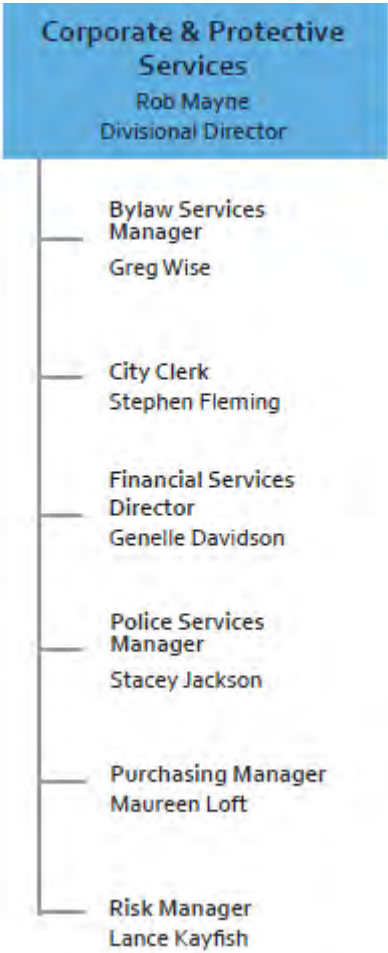 Corporate & Protective
Services
Rob Mayne
Divisional Director
Bylaw Services
Manager
Greg Wise
City Clerk
Stephen Fleming
Financial Services
Director
Genelle Davidson
Police Services
Manager
Stacey Jackson
Purchasing Manager
Maureen Loft
Risk Manager
Lance Kayfish